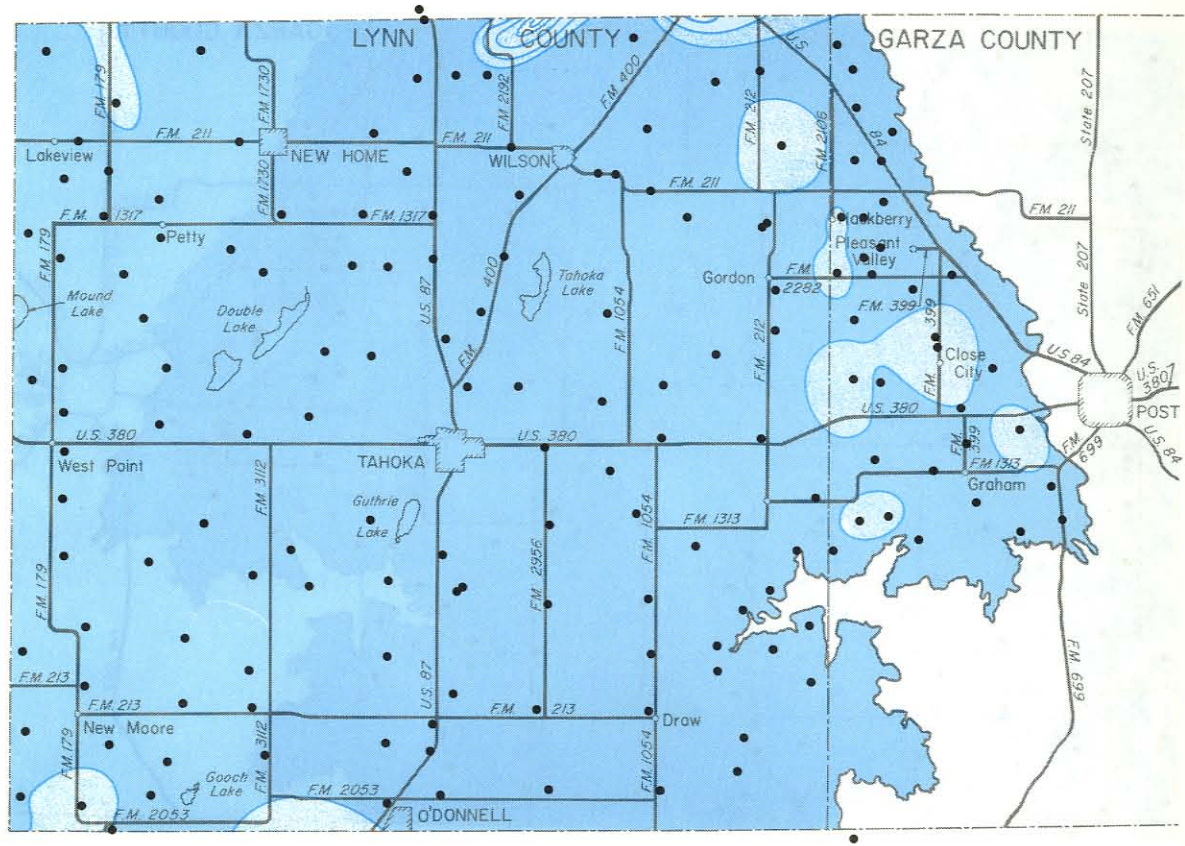 LYNN COUNTY
GARZA COUNTY
F.M. 179
F.M. 1730
F.M. 2192
F.M. 400
F.M. 212
U.S. 84
F.M. 2106
State 207
F.M. 211
F.M. 211
F.M. 211
Lakeview
NEW HOME
WILSON
F.M. 1730
F.M. 1317
F.M. 1317
Petty
F.M. 211
Hackberry
Pleasant Valley
Gordon
F.M. 2282
F.M. 399
399
F.M.
F.M. 179
Mound Lake
Double Lake
U.S. 87
F.M. 400
Tahoka Lake
F.M. 1054
F.M. 212
State 207
F.M. 651
U.S. 84
Close City
U.S. 380
POST
U.S. 380
U.S. 380
U.S. 380
F.M. 399
F.M. 699
U.S. 84
West Point
TAHOKA
F.M. 1313
Graham
F.M. 3112
Guthrie Lake
F.M. 1054
F.M. 1313
F.M. 2956
F.M. 179
F.M. 699
F.M. 213
U.S. 87
F.M. 213
F.M. 213
New Moore
Draw
F.M. 179
F.M. 3112
F.M. 1054
Gooch Lake
F.M. 2053
F.M. 2053
O'DONNELL